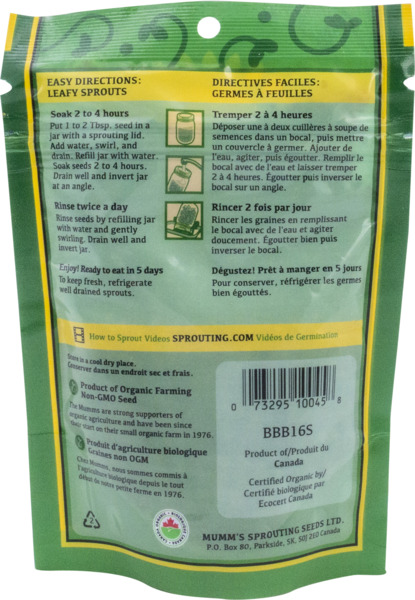 EASY DIRECTIONS:
LEAFY SPROUTS
Soak 2 to 4 hours
Put 1 to 2 Tbsp. seed in a
jar with a sprouting lid.
Add water, swirl, and
drain. Refill jar with water.
Soak seeds 2 to 4 hours.
Drain well and invert jar
at an angle.
Rinse twice a day
Rinse seeds by refilling jar
with water and gently
swirling. Drain well and
invert jar.
Enjoy! Ready to eat in 5 days
To keep fresh, refrigerate
well drained sprouts.
DIRECTIVES FACILES:
GERMES À FEUILLES
Tremper 2 à 4 heures
Déposer une à deux cuillères à soupe de
semences dans un bocal, puis mettre
un couvercle à germer. Ajouter de
l'eau, agiter, puis égoutter. Remplir le
bocal avec de l'eau et laisser tremper
2 à 4 heures. Égoutter puis inverser le
bocal sur un angle.
Rincer 2 fois par jour
Rincer les graines en remplissant
le bocal avec de l'eau et agiter
doucement. Égoutter bien puis
inverser le bocal.
Dégustez! Prêt à manger en 5 jours
Pour conserver, réfrigérer les germes
bien égouttés.
How to Sprout Videos SPROUTING.COM Vidéos de Germination
Store in a cool dry place.
Conserver dans un endroit sec et frais.
Product of Organic Farming
Non-GMO Seed
The Mumms are strong supporters of
organic agriculture and have been since
their start on their small organic farm in 1976.
Produit d'agriculture biologique
Graines non OGM
Chez Mumm, nous sommes commis à
l'agriculture biologique depuis le tout
début de notre petite ferme en 1976.
0 73295 10045 8
BBB16S
Product of/Produit du
Canada
Certified Organic by/
Certifié biologique par
Ecocert Canada
MUMM'S SPROUTING SEEDS LTD.
P.O. Box 80, Parkside, SK, S0J 2A0 Canada